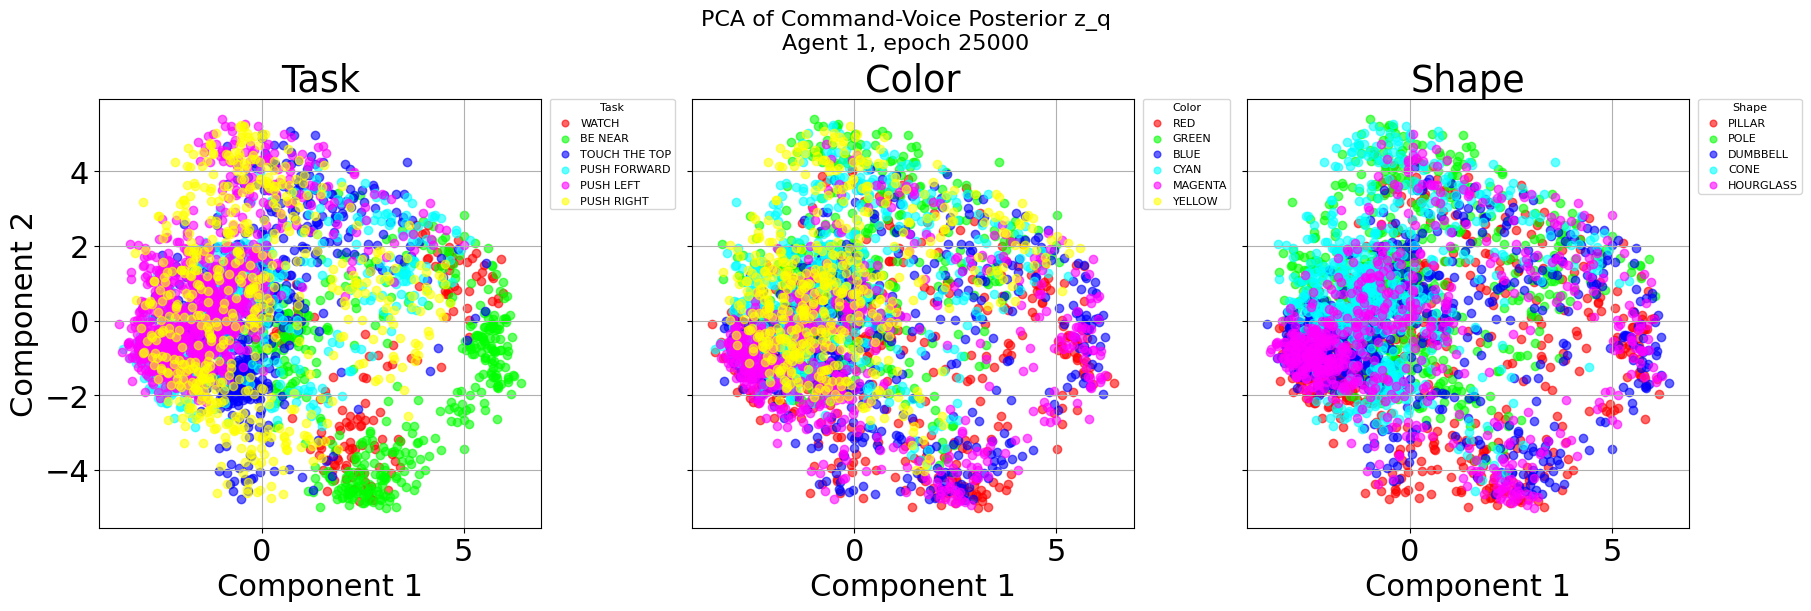 PCA of Command-Voice Posterior z_q
Agent 1, epoch 25000
Task
Color
Shape
Task
WATCH
BE NEAR
TOUCH THE TOP
PUSH FORWARD
PUSH LEFT
PUSH RIGHT
Color
RED
GREEN
BLUE
CYAN
MAGENTA
YELLOW
Shape
PILLAR
POLE
DUMBBELL
CONE
HOURGLASS
Component 2
4
2
0
−2
−4
0 5
0 5
0 5
Component 1
Component 1
Component 1